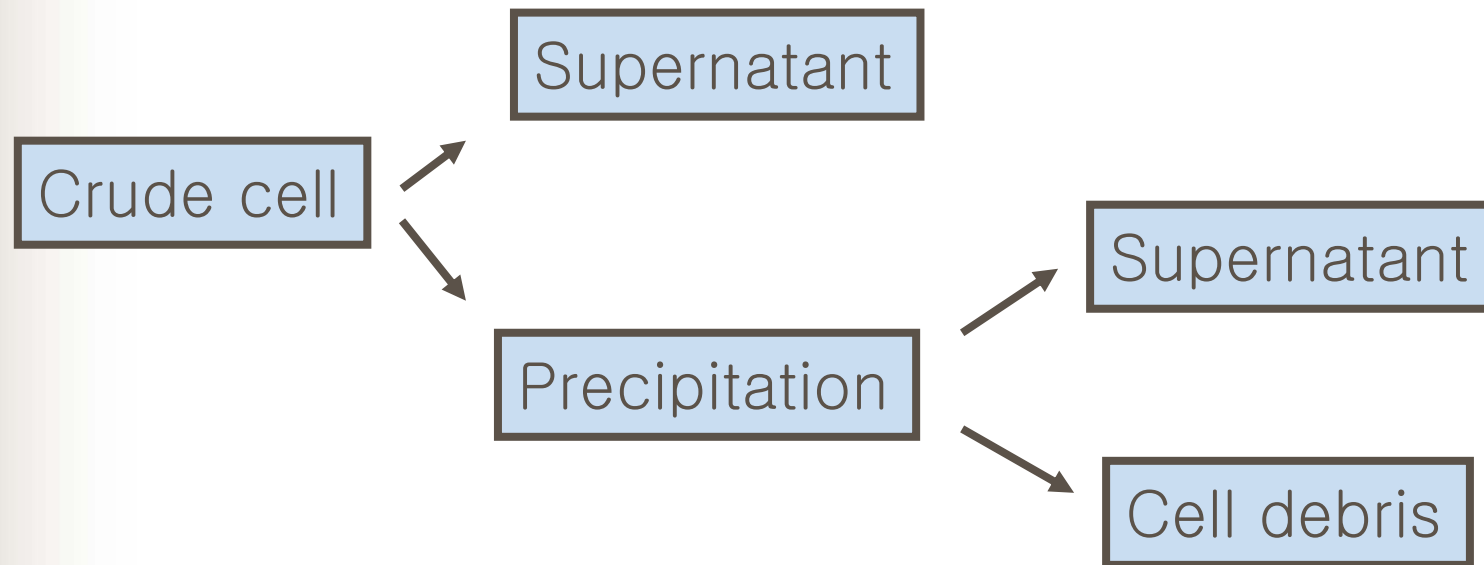 Supernatant
Crude cell
Supernatant
Precipitation
Cell debris